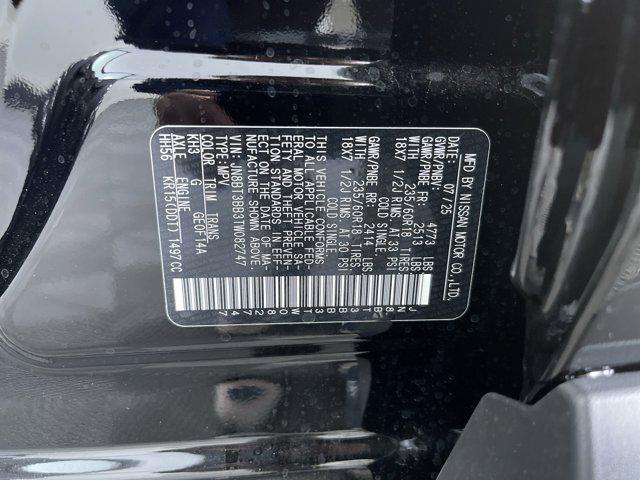 MFD BY NISSAN MOTOR CO.,LTD.
DATE: 07/25
GVWR/PNBV: 4773 LBS
GAWR/PNBE FR: 2513 LBS
WITH 235/60R18 TIRES
18X7 1/2J RIMS AT 33 PSI
COLD SINGLE
GAWR/PNBE RR: 2414 LBS
WITH 235/60R18 TIRES
18X7 1/2J RIMS AT 30 PSI
COLD SINGLE
THIS VEHICLE CONFORMS
TO ALL APPLICABLE FED-
ERAL MOTOR VEHICLE SA-
FETY AND THEFT PREVEN-
TION STANDARDS IN EFF-
ECT ON THE DATE OF MA-
NUFACTURE SHOWN ABOVE.
VIN: JN8BT3BB3TW082747
TYPE:MPV
COLOR TRIM TRANS.
KH3 G GE0F14A
AXLE ENGINE
HH56 KR15(DDT)1497CC
JN8BT3BB3TW082747